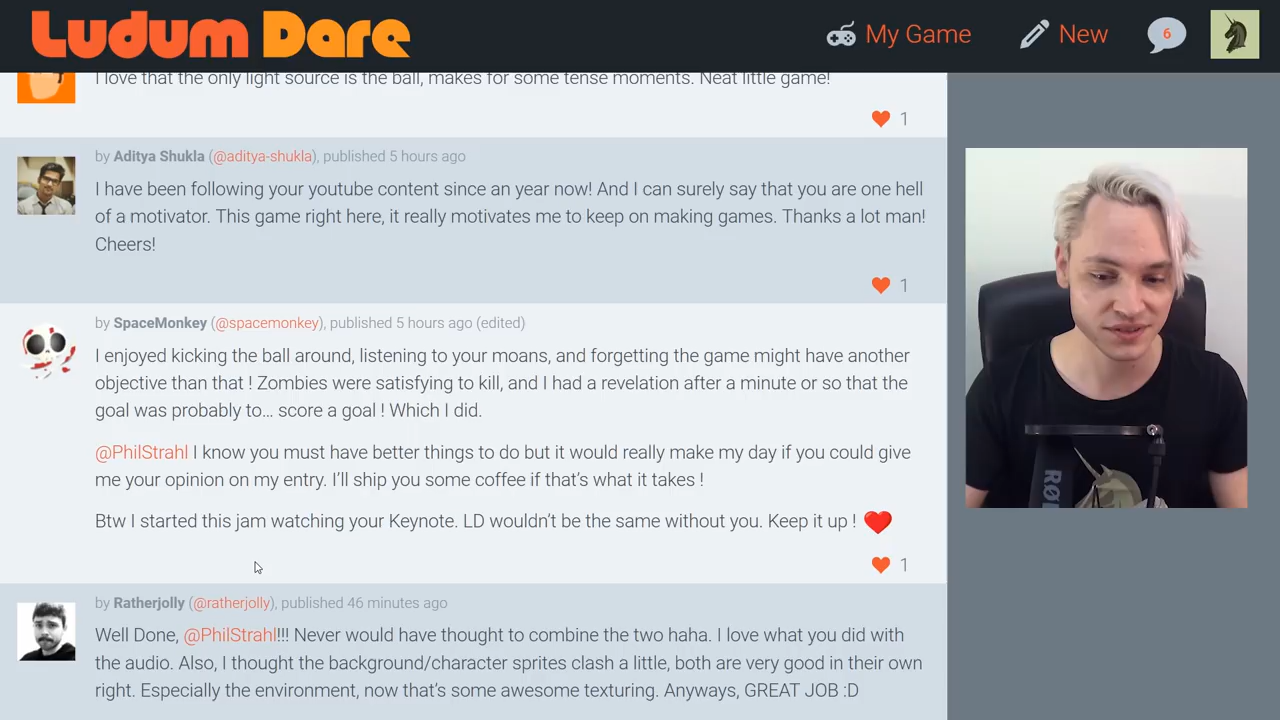 Ludum Dare
My Game
New
6
I love that the only light source is the ball, makes for some tense moments. Neat little game!
1
by Aditya Shukla (@aditya-shukla), published 5 hours ago
I have been following your youtube content since an year now! And I can surely say that you are one hell
of a motivator. This game right here, it really motivates me to keep on making games. Thanks a lot man!
Cheers!
1
by SpaceMonkey (@spacemonkey), published 5 hours ago (edited)
I enjoyed kicking the ball around, listening to your moans, and forgetting the game might have another
objective than that ! Zombies were satisfying to kill, and I had a revelation after a minute or so that the
goal was probably to… score a goal ! Which I did.
@PhilStrahl I know you must have better things to do but it would really make my day if you could give
me your opinion on my entry. I'll ship you some coffee if that's what it takes !
Btw I started this jam watching your Keynote. LD wouldn't be the same without you. Keep it up !
1
by Ratherjolly (@ratherjolly), published 46 minutes ago
Well Done, @PhilStrahl!!! Never would have thought to combine the two haha. I love what you did with
the audio. Also, I thought the background/character sprites clash a little, both are very good in their own
right. Especially the environment, now that's some awesome texturing. Anyways, GREAT JOB :D
RØD